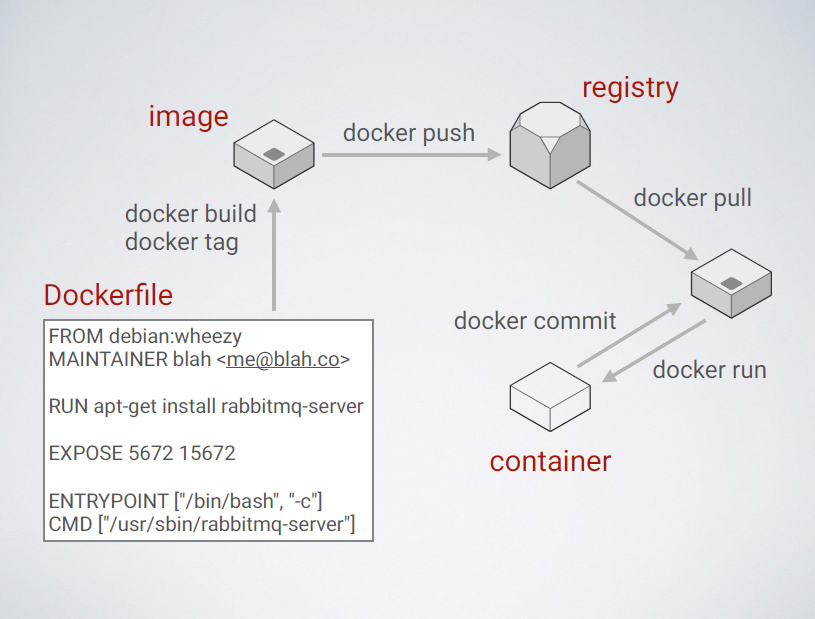 registry
image
docker push
docker pull
docker build
docker tag
Dockerfile
FROM debian:wheezy
MAINTAINER blah <me@blah.co>
RUN apt-get install rabbitmq-server
EXPOSE 5672 15672
ENTRYPOINT ["/bin/bash", "-c"]
CMD ["/usr/sbin/rabbitmq-server"]
docker commit
docker run
container